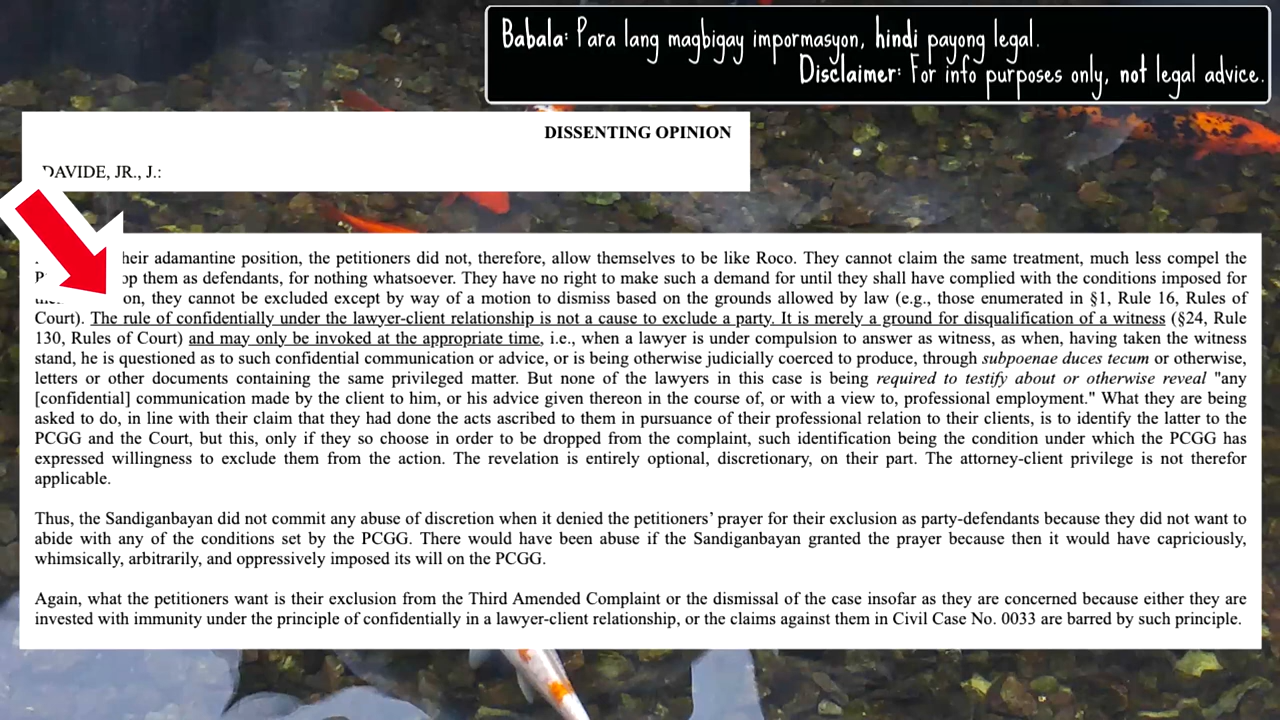 Babala: Para lang magbigay impormasyon, hindi payong legal.
Disclaimer: For info purposes only, not legal advice.
DISSENTING OPINION
DAVIDE, JR., J.:
heir adamantine position, the petitioners did not, therefore, allow themselves to be like Roco. They cannot claim the same treatment, much less compel the
op them as defendants, for nothing whatsoever. They have no right to make such a demand for until they shall have complied with the conditions imposed for
on, they cannot be excluded except by way of a motion to dismiss based on the grounds allowed by law (e.g., those enumerated in §1, Rule 16, Rules of
Court). The rule of confidentially under the lawyer-client relationship is not a cause to exclude a party. It is merely a ground for disqualification of a witness (§24, Rule
130, Rules of Court) and may only be invoked at the appropriate time, i.e., when a lawyer is under compulsion to answer as witness, as when, having taken the witness
stand, he is questioned as to such confidential communication or advice, or is being otherwise judicially coerced to produce, through subpoenae duces tecum or otherwise,
letters or other documents containing the same privileged matter. But none of the lawyers in this case is being required to testify about or otherwise reveal "any
[confidential] communication made by the client to him, or his advice given thereon in the course of, or with a view to, professional employment." What they are being
asked to do, in line with their claim that they had done the acts ascribed to them in pursuance of their professional relation to their clients, is to identify the latter to the
PCGG and the Court, but this, only if they so choose in order to be dropped from the complaint, such identification being the condition under which the PCGG has
expressed willingness to exclude them from the action. The revelation is entirely optional, discretionary, on their part. The attorney-client privilege is not therefor
applicable.
Thus, the Sandiganbayan did not commit any abuse of discretion when it denied the petitioners' prayer for their exclusion as party-defendants because they did not want to
abide with any of the conditions set by the PCGG. There would have been abuse if the Sandiganbayan granted the prayer because then it would have capriciously,
whimsically, arbitrarily, and oppressively imposed its will on the PCGG.
Again, what the petitioners want is their exclusion from the Third Amended Complaint or the dismissal of the case insofar as they are concerned because either they are
invested with immunity under the principle of confidentially in a lawyer-client relationship, or the claims against them in Civil Case No. 0033 are barred by such principle.